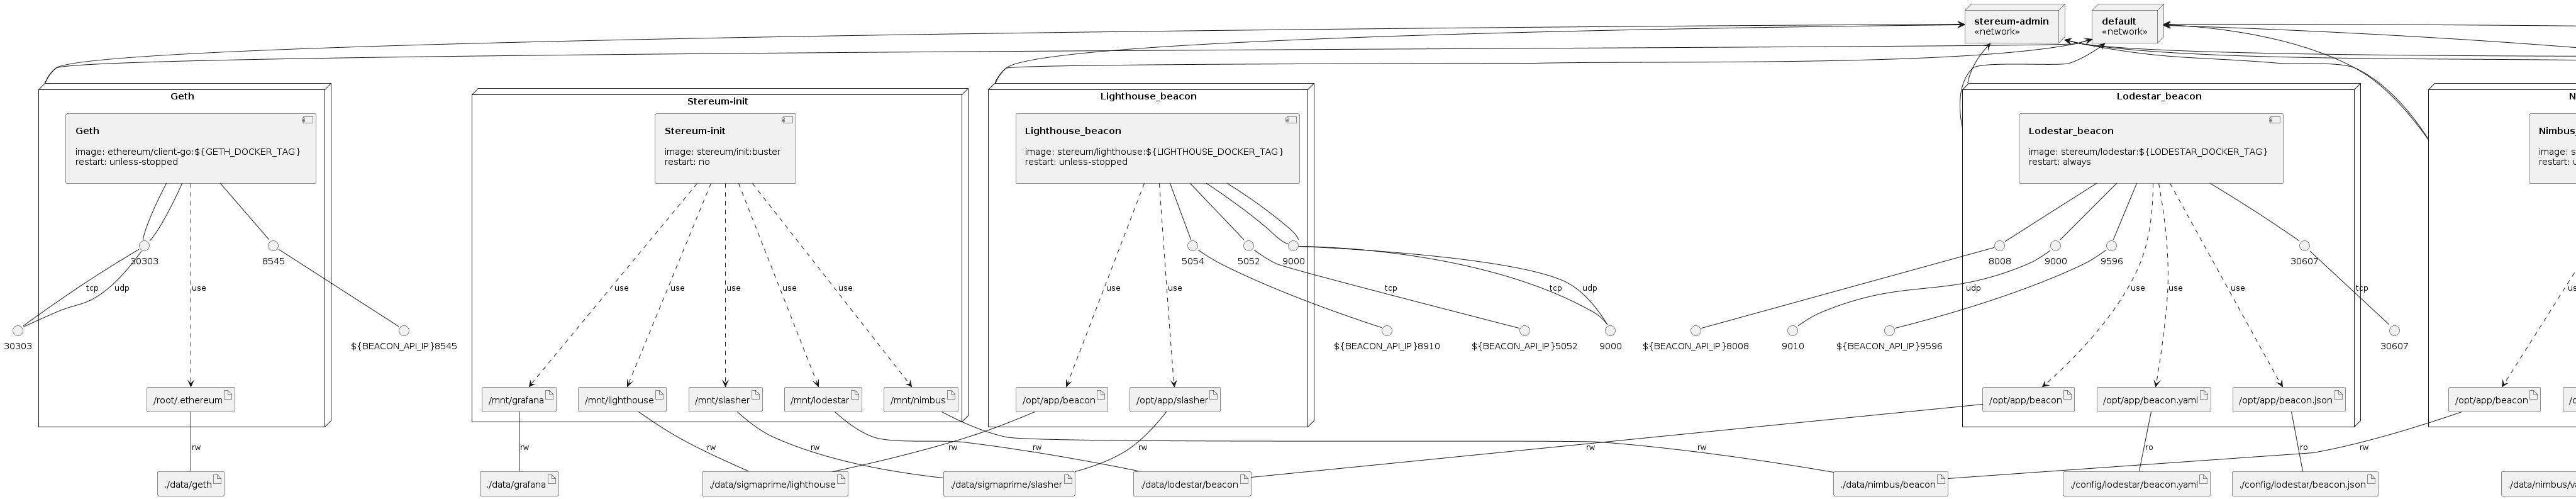 stereum-admin
«network»
default
«network»
Geth
Geth
image: ethereum/client-go:${GETH_DOCKER_TAG}
restart: unless-stopped
Stereum-init
Stereum-init
image: stereum/init:buster
restart: no
Lighthouse_beacon
Lighthouse_beacon
image: stereum/lighthouse:${LIGHTHOUSE_DOCKER_TAG}
restart: unless-stopped
Lodestar_beacon
Lodestar_beacon
image: stereum/lodestar:${LODESTAR_DOCKER_TAG}
restart: always
N
Nimbus
image: s
restart: u
30303
8545
5054
5052
9000
8008
9000
9596
30607
tcp
udp
use
use
use
use
use
use
use
use
tcp
tcp
udp
udp
use
use
use
tcp
us
30303
${BEACON_API_IP}8545
${BEACON_API_IP}8910
${BEACON_API_IP}5052
9000
${BEACON_API_IP}8008
9010
${BEACON_API_IP}9596
30607
/root/.ethereum
/mnt/grafana
/mnt/lighthouse
/mnt/slasher
/mnt/lodestar
/mnt/nimbus
/opt/app/beacon
/opt/app/slasher
/opt/app/beacon
/opt/app/beacon.yaml
/opt/app/beacon.json
/opt/app/beacon
rw
rw
rw
rw
rw
rw
rw
rw
rw
ro
ro
rw
./data/geth
./data/grafana
./data/sigmaprime/lighthouse
./data/sigmaprime/slasher
./data/lodestar/beacon
./data/nimbus/beacon
./config/lodestar/beacon.yaml
./config/lodestar/beacon.json
./data/nimbus/v